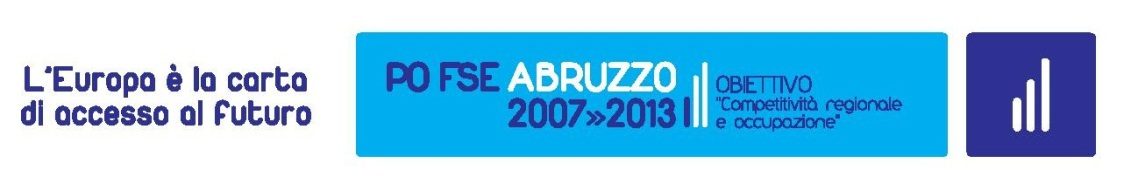 L'Europa è la carta
di accesso al futuro
PO FSE ABRUZZO
2007»2013
OBIETTIVO
"Competitività regionale
e occupazione"